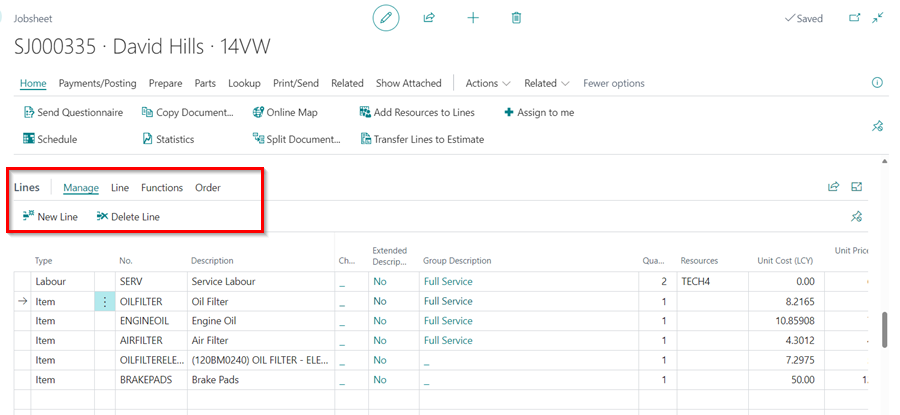 Jobsheet
Saved
SJ000335 · David Hills · 14VW
Home Payments/Posting Prepare Parts Lookup Print/Send Related Show Attached Actions Related Fewer options
Send Questionnaire Copy Document... Online Map Add Resources to Lines Assign to me
Schedule Statistics Split Document... Transfer Lines to Estimate
Lines Manage Line Functions Order
New Line Delete Line
Type No. Description Ch... Extended Descrip... Group Description Qua... Resources Unit Cost (LCY) Unit Pric
Labour SERV Service Labour _ No Full Service 2 TECH4 0.00
Item OILFILTER Oil Filter _ No Full Service 1 8.2165
Item ENGINEOIL Engine Oil _ No Full Service 1 10.85908
Item AIRFILTER Air Filter _ No Full Service 1 4.3012
Item OILFILTERELE... (120BM0240) OIL FILTER - ELE... _ No _ 1 7.2975
Item BRAKEPADS Brake Pads _ No _ 1 50.00 1.